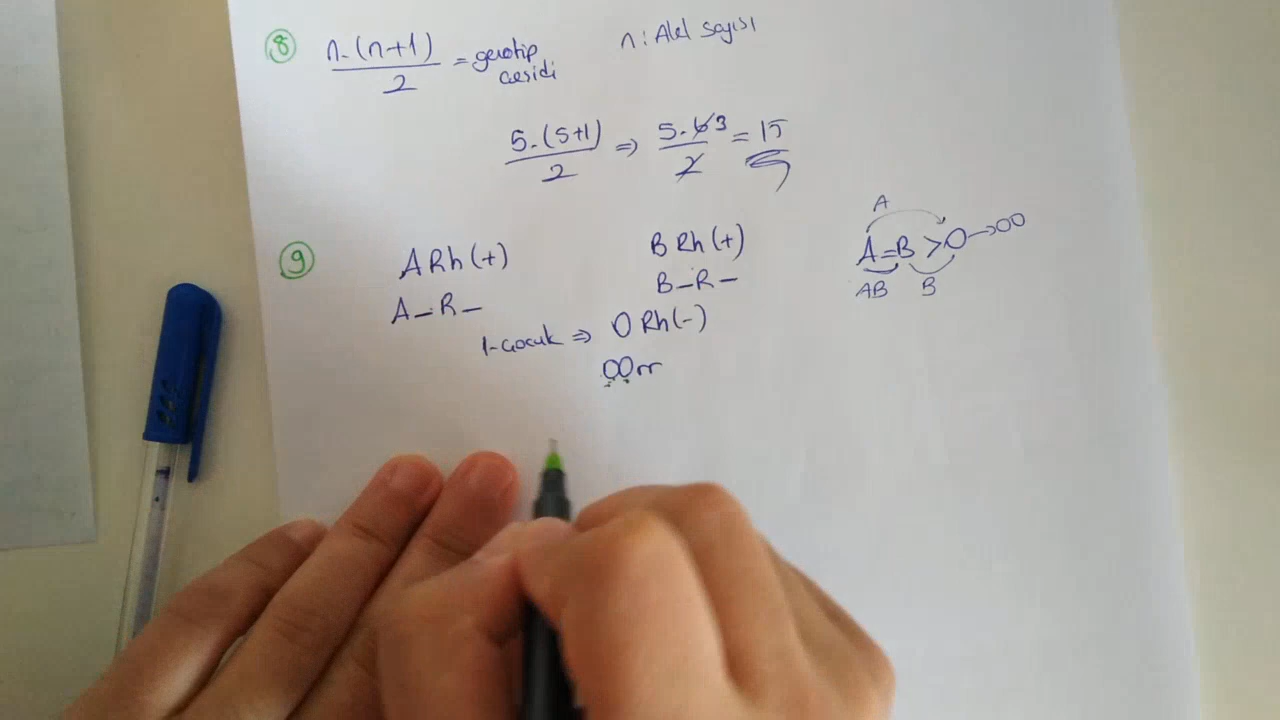 8 n.(n+1) / 2 = genotip çeşidi n: Alel sayısı
5.(5+1) / 2 ⇒ 5.6 3 / 2 = 15
9 A Rh (+) B Rh (+) A=B>O→OO
A
AB B
A_R_ B_R_
1-çocuk ⇒ O Rh(-)
OOrr